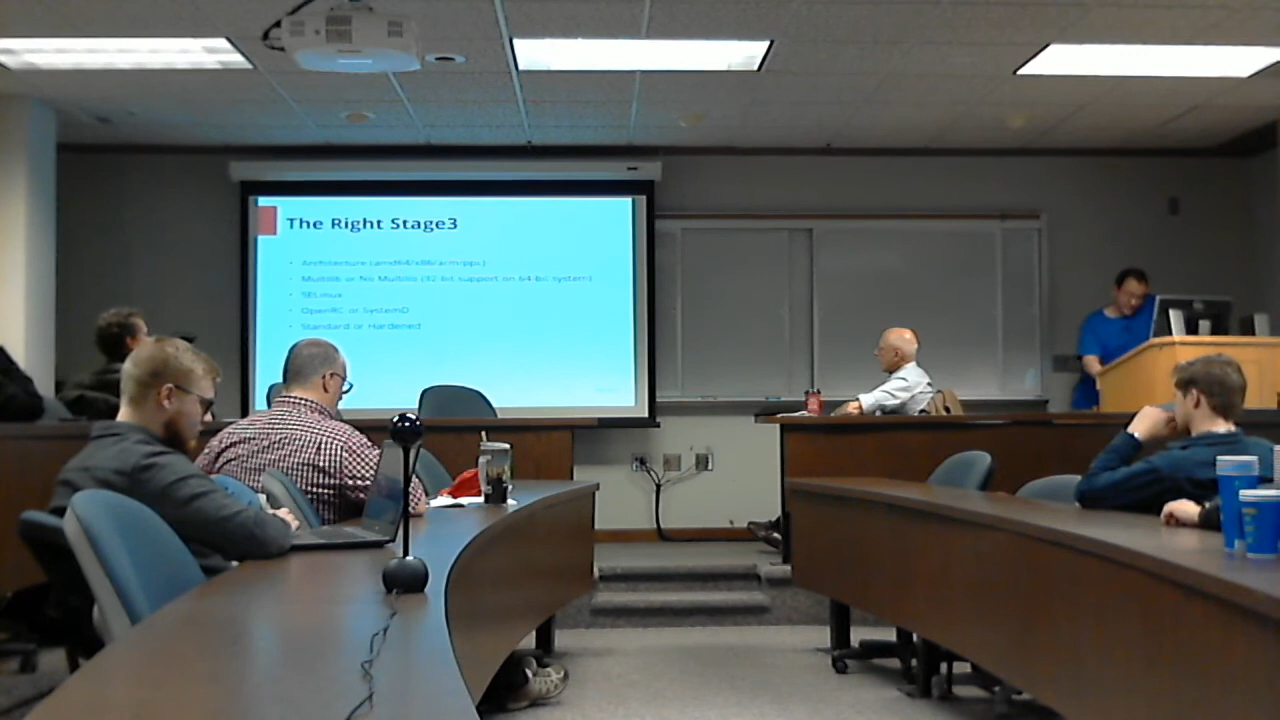 The Right Stage3
• Architecture (amd64/x86/arm/ppc)
• Multilib or No Multilib (32-bit support on 64-bit system)
• SELinux
• OpenRC or SystemD
• Standard or Hardened